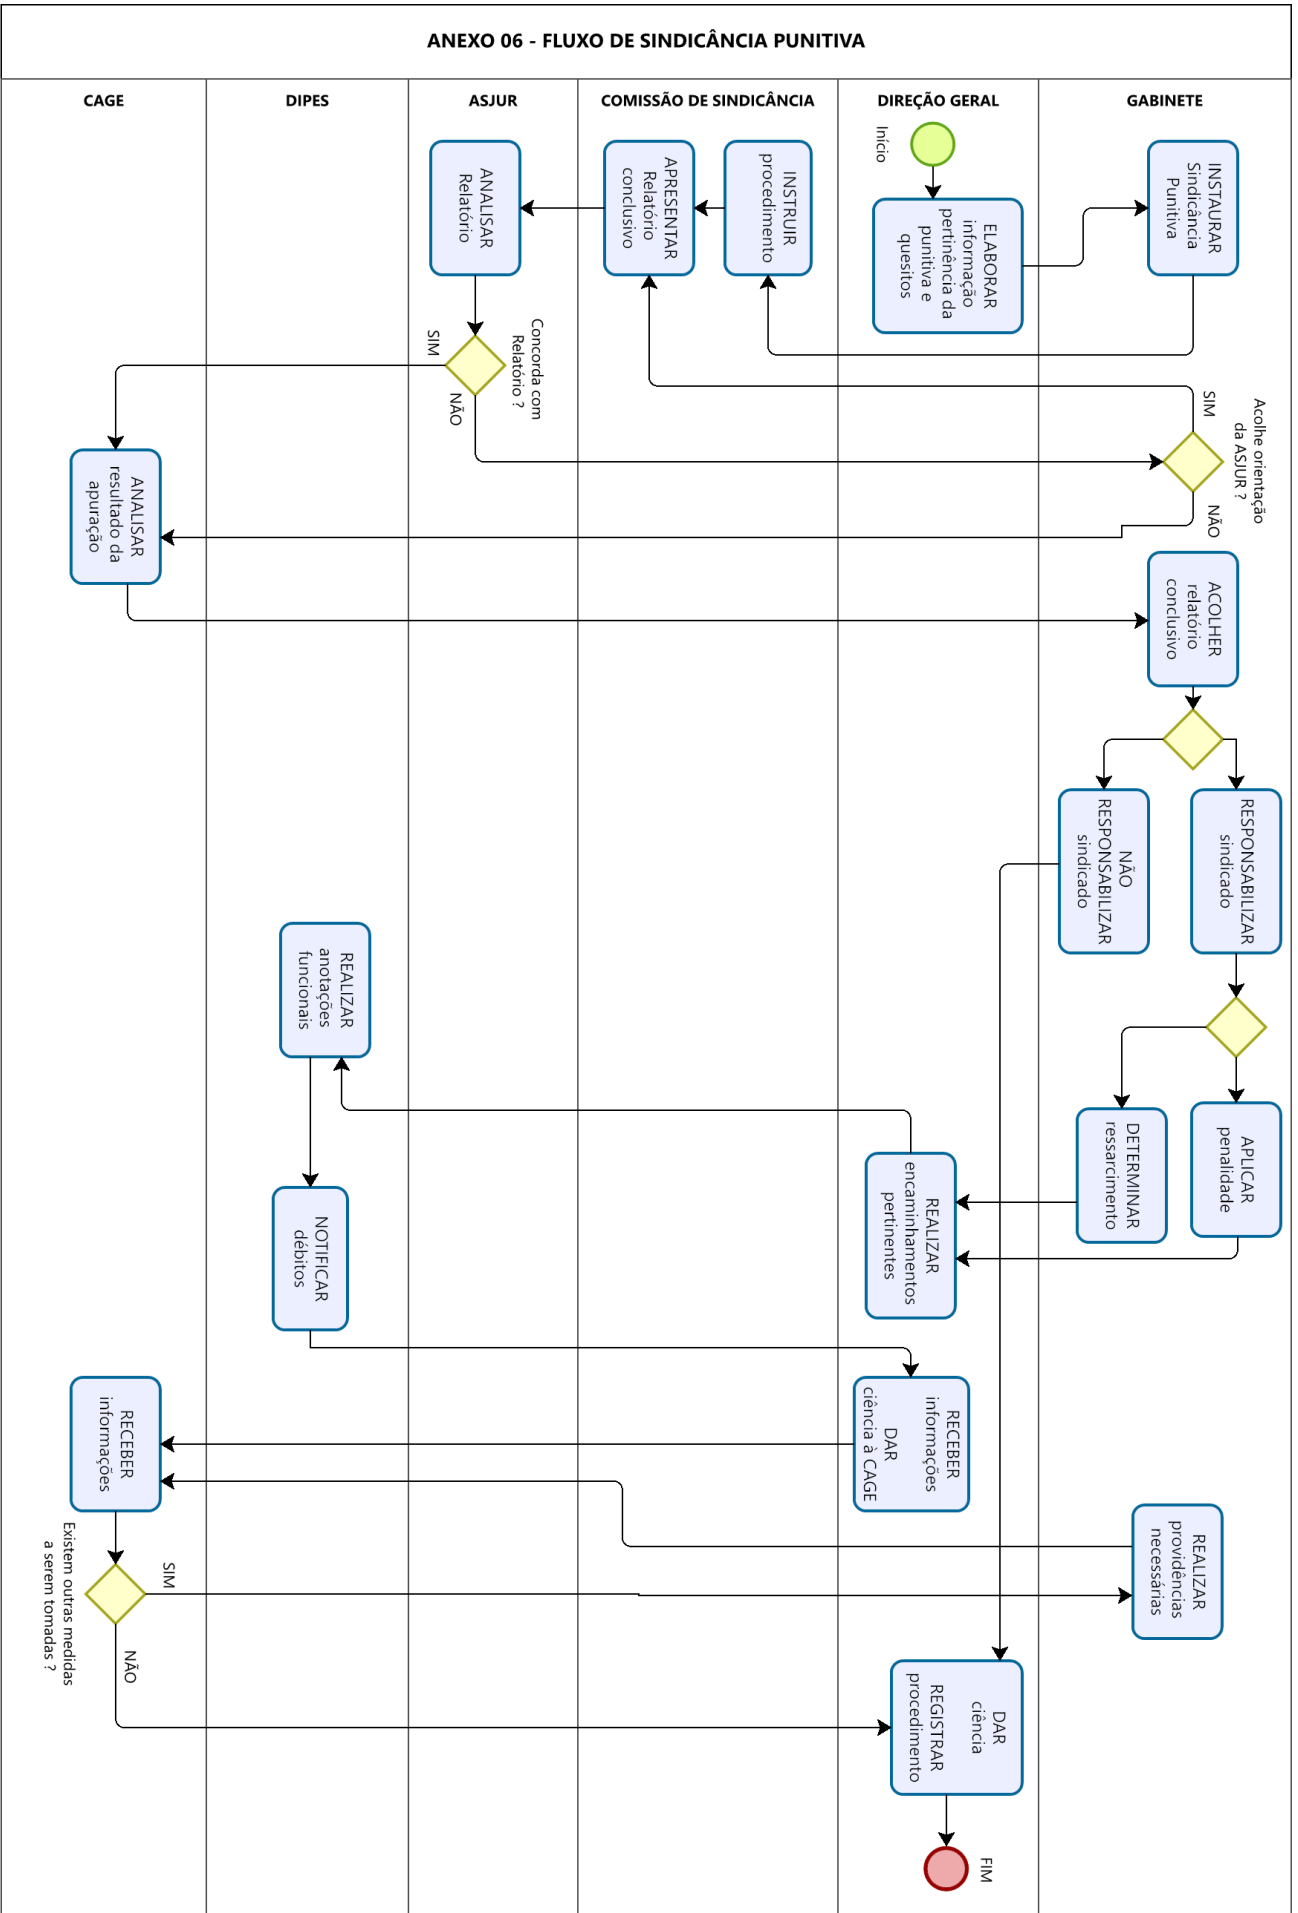 ANEXO 06 - FLUXO DE SINDICÂNCIA PUNITIVA
CAGE
DIPES
ASJUR
COMISSÃO DE SINDICÂNCIA
DIREÇÃO GERAL
GABINETE
Início
ELABORAR
informação
pertinência da
punitiva e
quesitos
INSTAURAR
Sindicância
Punitiva
INSTRUIR
procedimento
APRESENTAR
Relatório
conclusivo
ANALISAR
Relatório
Concorda com
Relatório ?
SIM
NÃO
Acolhe orientação
da ASJUR ?
SIM
NÃO
ANALISAR
resultado da
apuração
ACOLHER
relatório
conclusivo
RESPONSABILIZAR
sindicado
NÃO
RESPONSABILIZAR
sindicado
APLICAR
penalidade
DETERMINAR
ressarcimento
REALIZAR
encaminhamentos
pertinentes
REALIZAR
anotações
funcionais
NOTIFICAR
débitos
RECEBER
informações
DAR
ciência à CAGE
RECEBER
informações
Existem outras medidas
a serem tomadas ?
SIM
NÃO
REALIZAR
providências
necessárias
DAR
ciência
REGISTRAR
procedimento
FIM